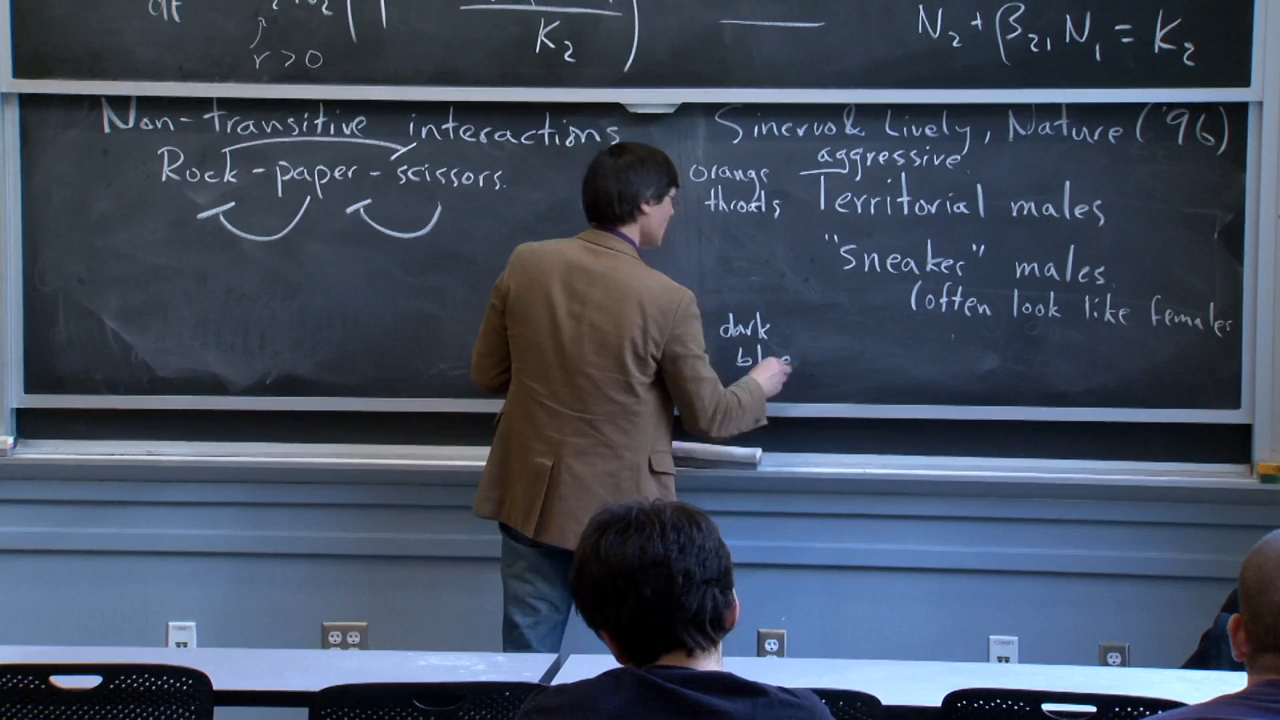 r > 0
K₂
N₂ + β₂₁ N₁ = K₂
Non-transitive interactions
Rock-paper-scissors.
Sinervo & Lively, Nature ('96)
orange
throats
aggressive
Territorial males
"sneaker" males
(often look like females
dark